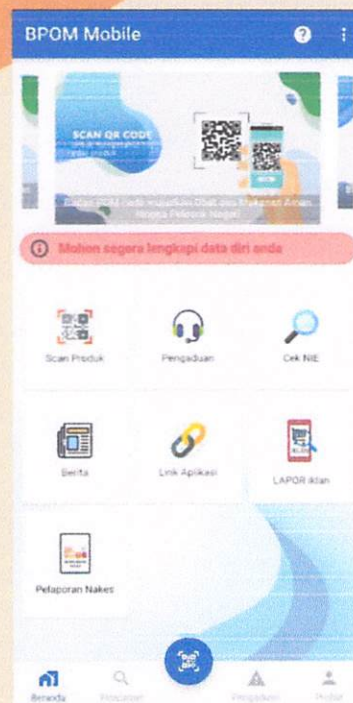 BPOM Mobile
SCAN QR CODE
Mohon segera lengkapi data diri anda
Scan Produk
Pengaduan
Cek NIE
Berita
Link Aplikasi
LAPOR iklan
Pelaporan Nakes
Beranda
Pengaduan
Profile